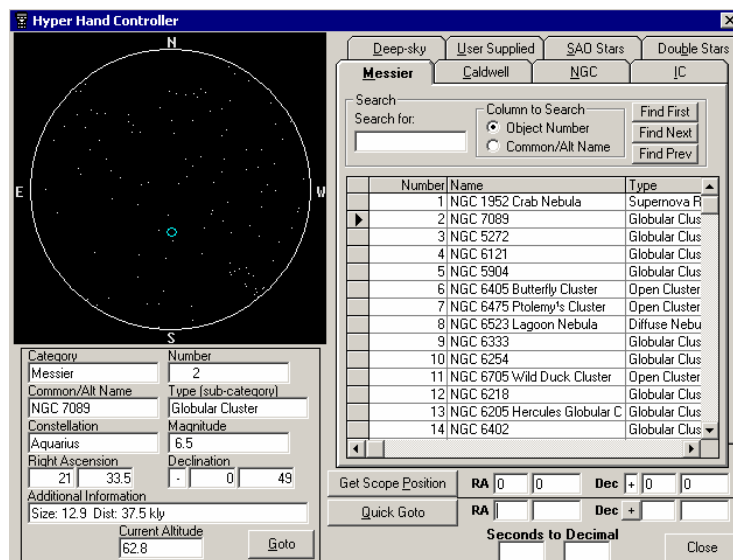 Hyper Hand Controller
N
E
W
S
Deep-sky User Supplied SAO Stars Double Stars
Messier Caldwell NGC IC
Search
Search for:
Column to Search
Object Number
Common/Alt Name
Find First
Find Next
Find Prev
Number Name Type
1 NGC 1952 Crab Nebula Supernova R
2 NGC 7089 Globular Clus
3 NGC 5272 Globular Clus
4 NGC 6121 Globular Clus
5 NGC 5904 Globular Clus
6 NGC 6405 Butterfly Cluster Open Cluster
7 NGC 6475 Ptolemy's Cluster Open Cluster
8 NGC 6523 Lagoon Nebula Diffuse Nebu
9 NGC 6333 Globular Clus
10 NGC 6254 Globular Clus
11 NGC 6705 Wild Duck Cluster Open Cluster
12 NGC 6218 Globular Clus
13 NGC 6205 Hercules Globular C Globular Clus
14 NGC 6402 Globular Clus
Category Number
Messier 2
Common/Alt Name Type (sub-category)
NGC 7089 Globular Cluster
Constellation Magnitude
Aquarius 6.5
Right Ascension Declination
21 33.5 - 0 49
Additional Information
Size: 12.9 Dist: 37.5 kly
Current Altitude
62.8 Goto
Get Scope Position RA 0 0 Dec + 0 0
Quick Goto RA Dec +
Seconds to Decimal
Close